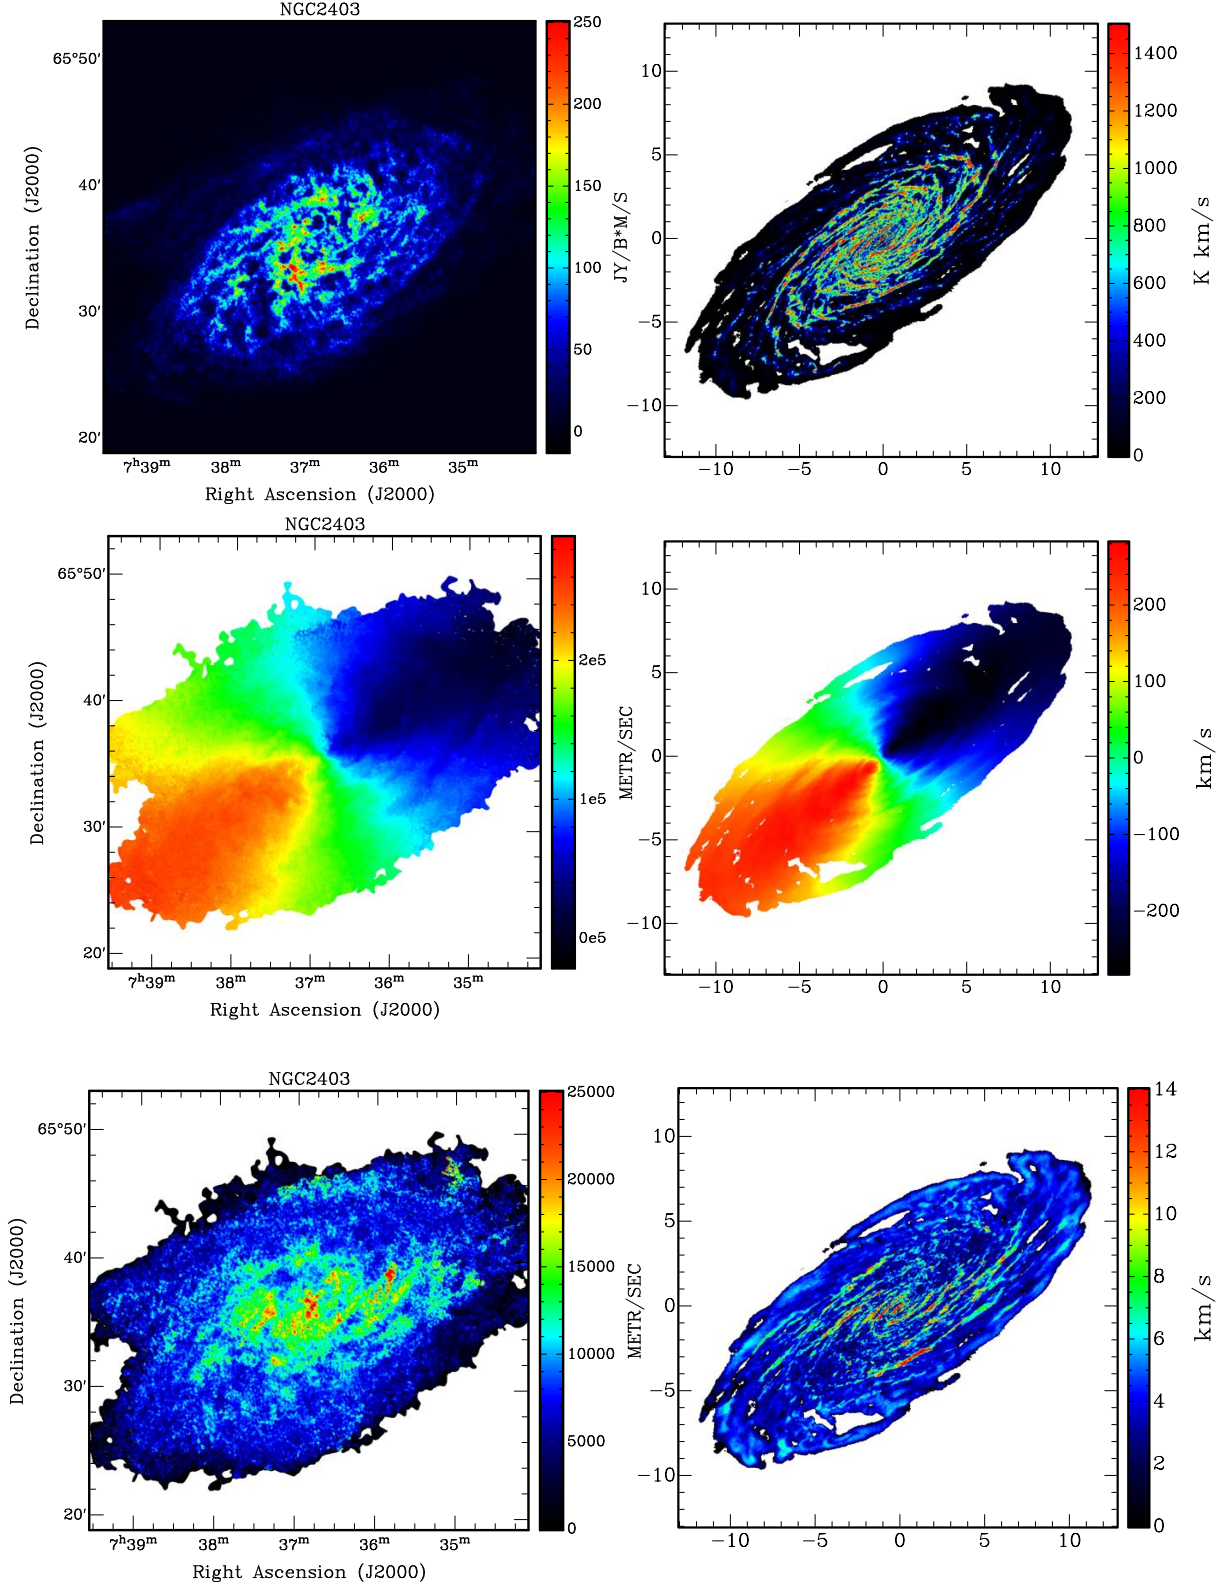 NGC2403
65°50′
40′
30′
20′
7h39m 38m 37m 36m 35m
Right Ascension (J2000)
Declination (J2000)
250
200
150
100
50
0
JY/B*M/S
10
5
0
−5
−10
−10 −5 0 5 10
1400
1200
1000
800
600
400
200
0
K km/s
NGC2403
65°50′
40′
30′
20′
7h39m 38m 37m 36m 35m
Right Ascension (J2000)
Declination (J2000)
2e5
1e5
0e5
METR/SEC
10
5
0
−5
−10
−10 −5 0 5 10
200
100
0
−100
−200
km/s
NGC2403
65°50′
40′
30′
20′
7h39m 38m 37m 36m 35m
Right Ascension (J2000)
Declination (J2000)
25000
20000
15000
10000
5000
0
METR/SEC
10
5
0
−5
−10
−10 −5 0 5 10
14
12
10
8
6
4
2
0
km/s